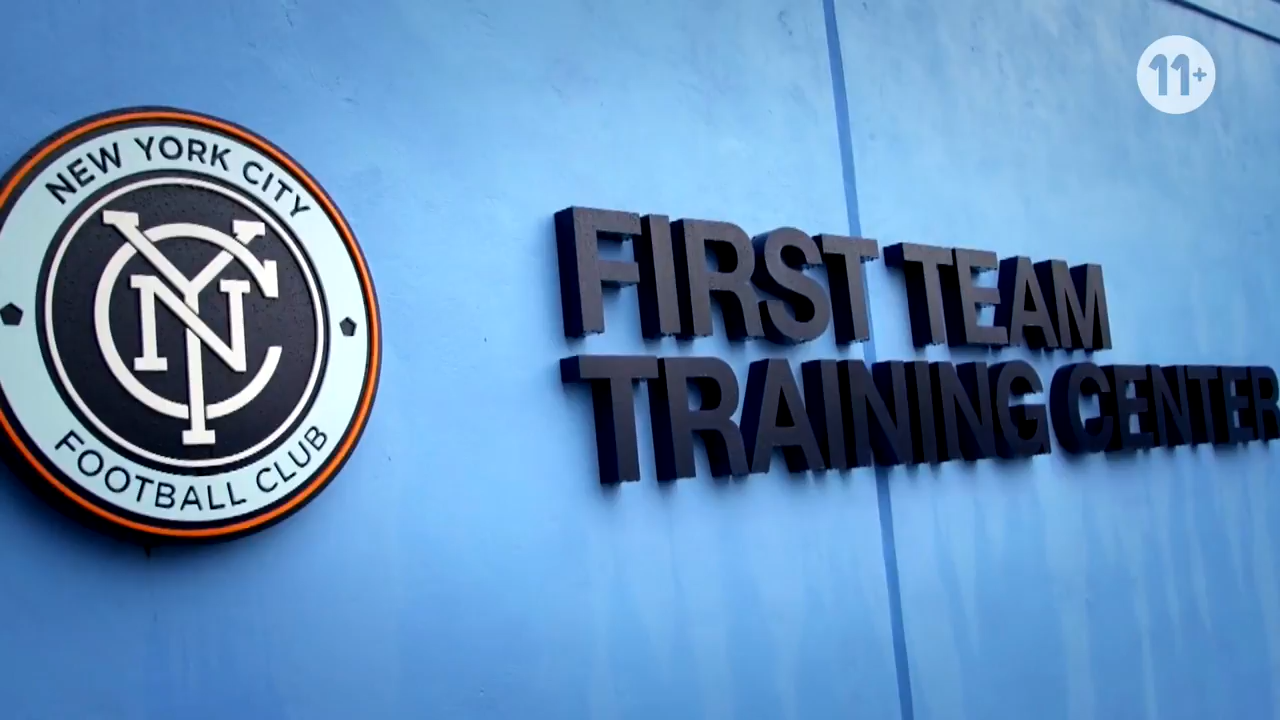 NEW YORK CITY
NYC
FOOTBALL CLUB
FIRST TEAM
TRAINING CENTER
11+